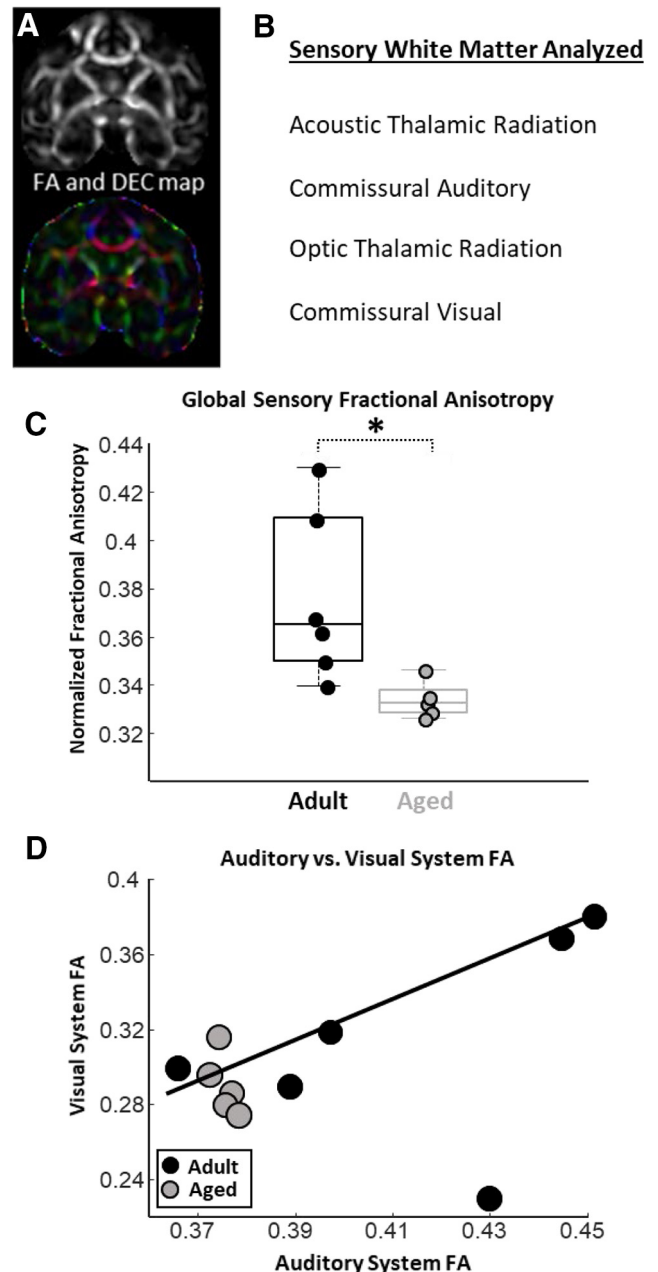 A
FA and DEC map
B
Sensory White Matter Analyzed
Acoustic Thalamic Radiation
Commissural Auditory
Optic Thalamic Radiation
Commissural Visual
C
Global Sensory Fractional Anisotropy
*
Normalized Fractional Anisotropy
0.44
0.42
0.4
0.38
0.36
0.34
0.32
Adult
Aged
D
Auditory vs. Visual System FA
Visual System FA
0.4
0.36
0.32
0.28
0.24
Adult
Aged
0.37 0.39 0.41 0.43 0.45
Auditory System FA